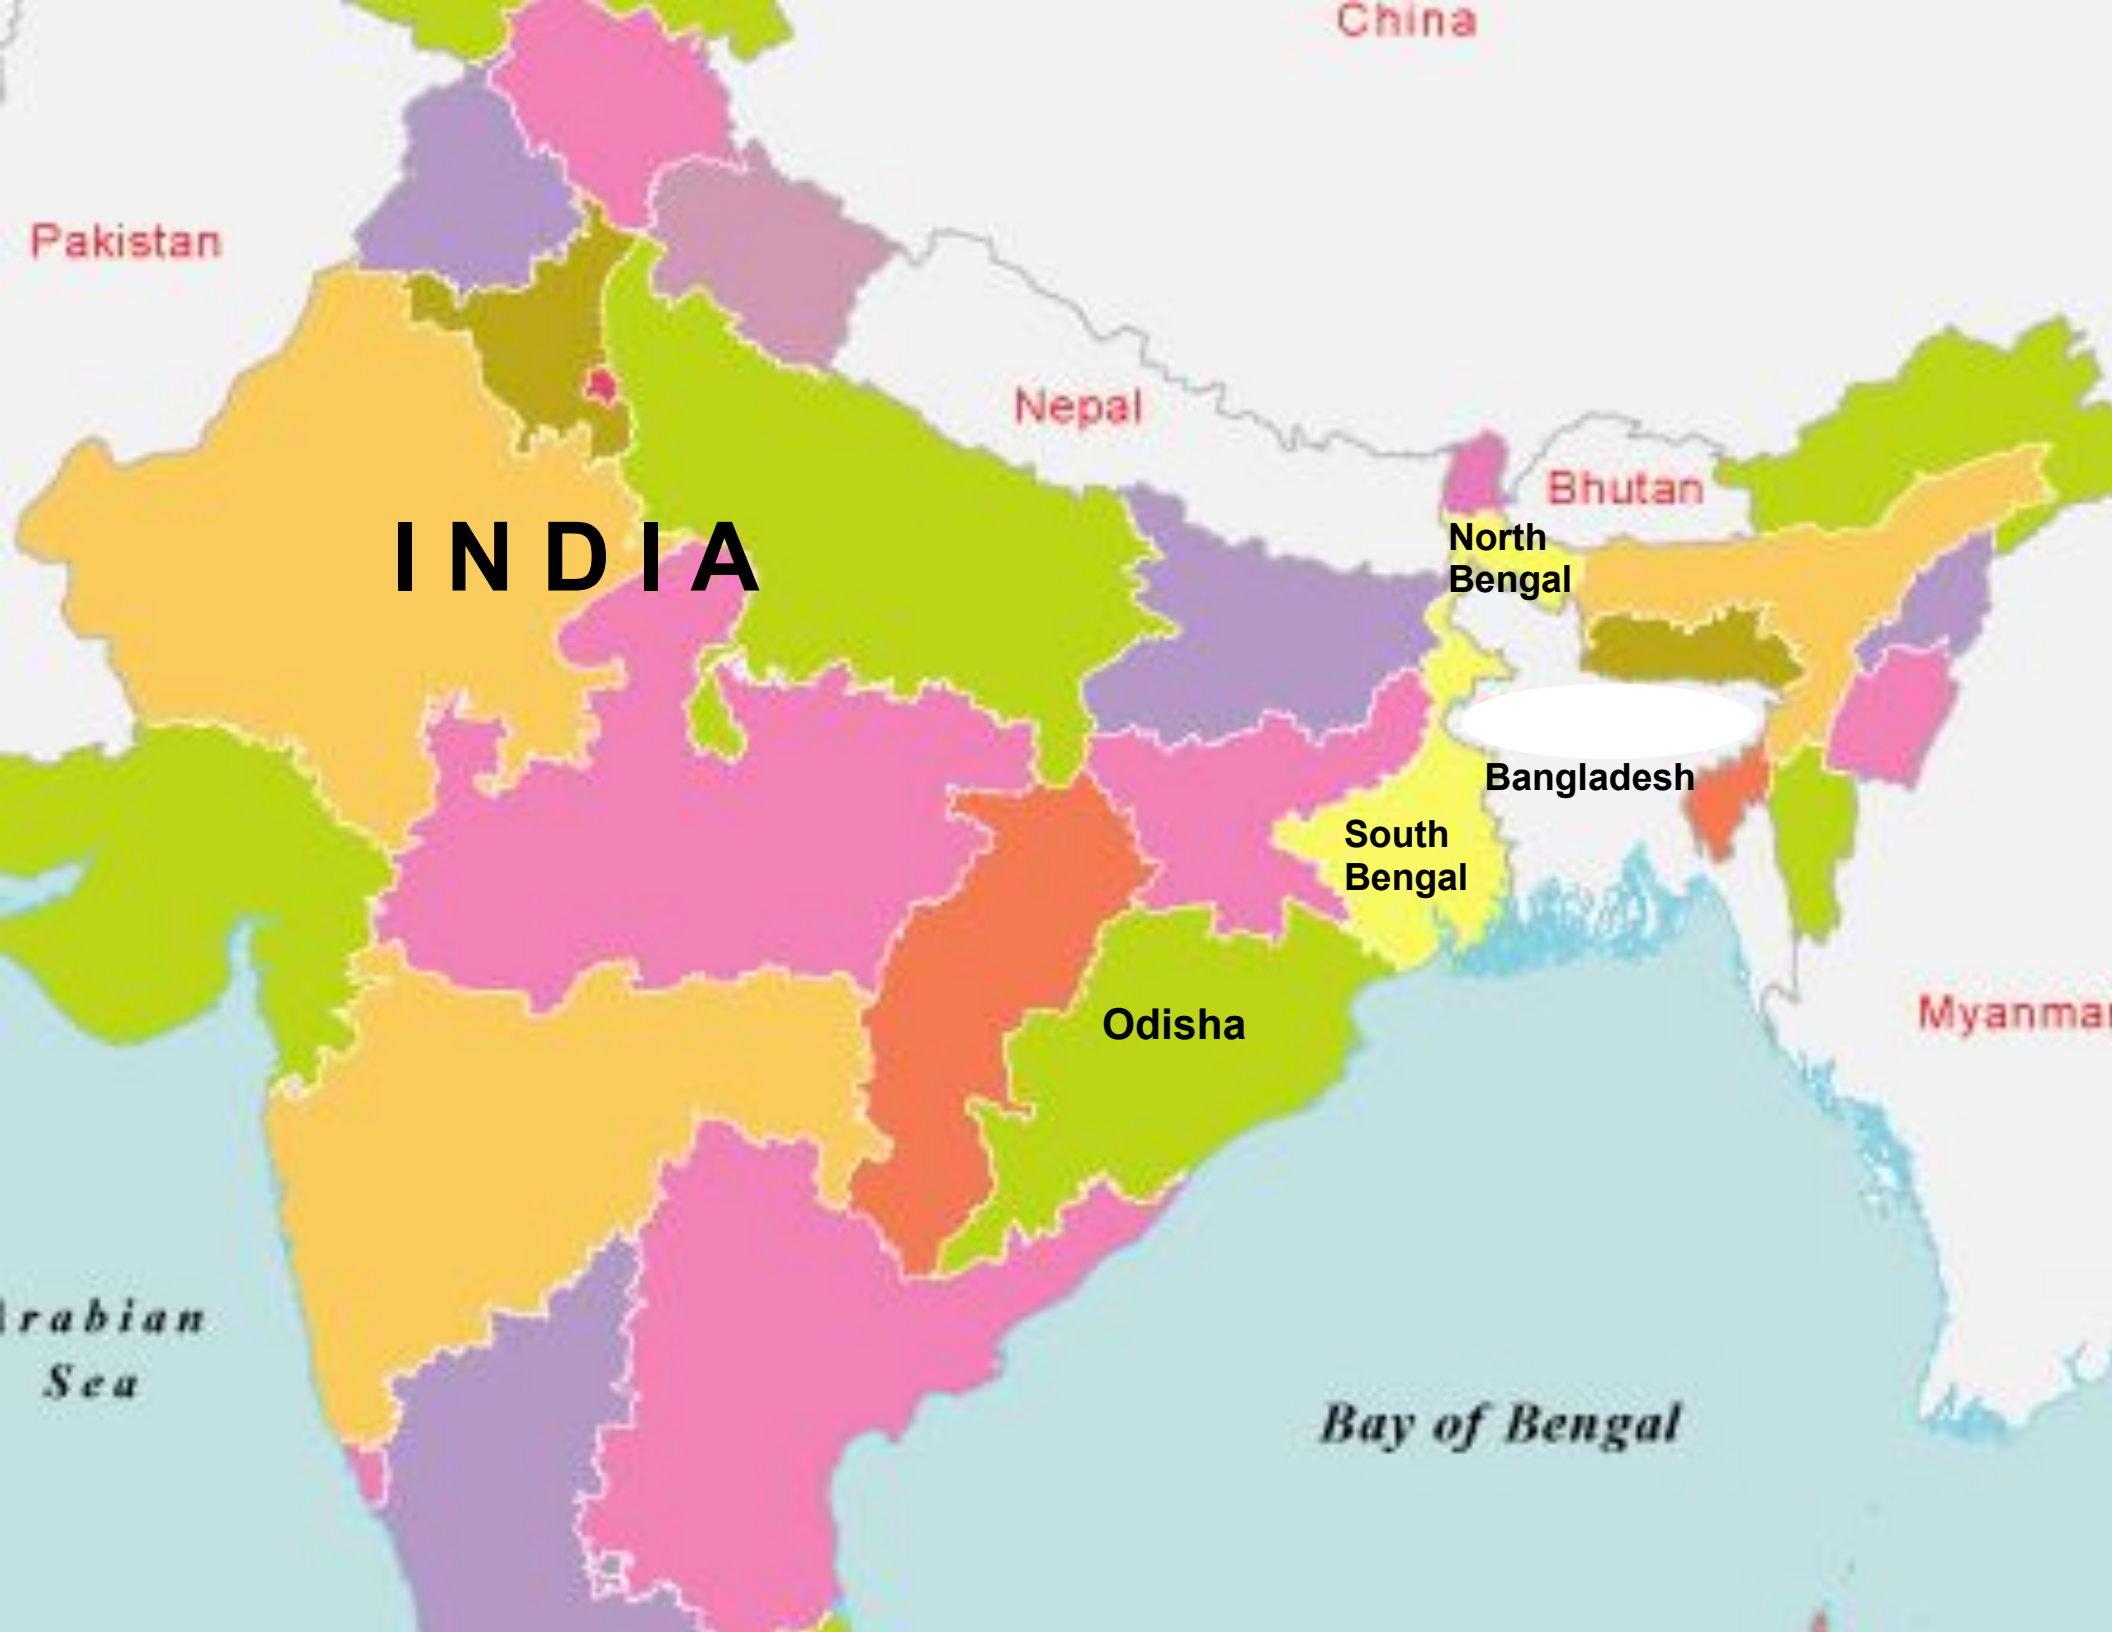 China
Pakistan
Nepal
Bhutan
North
Bengal
I N D I A
Bangladesh
South
Bengal
Odisha
Myanmar
Arabian
Sea
Bay of Bengal